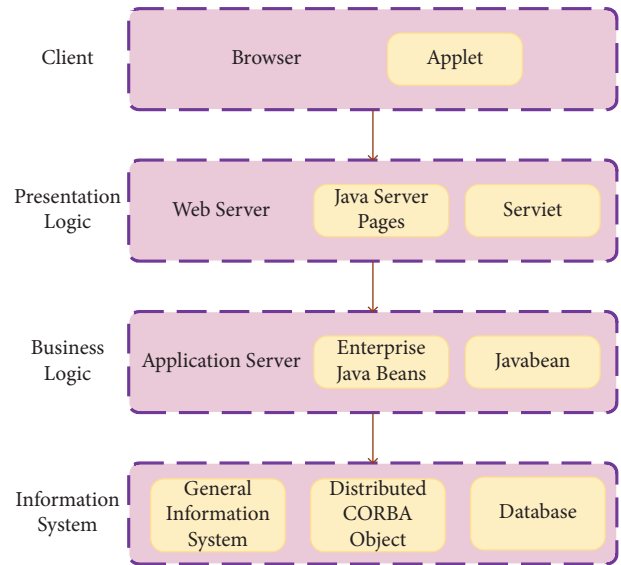 Client
Browser
Applet
Presentation
Logic
Web Server
Java Server
Pages
Serviet
Business
Logic
Application Server
Enterprise
Java Beans
Javabean
Information
System
General
Information
System
Distributed
CORBA
Object
Database